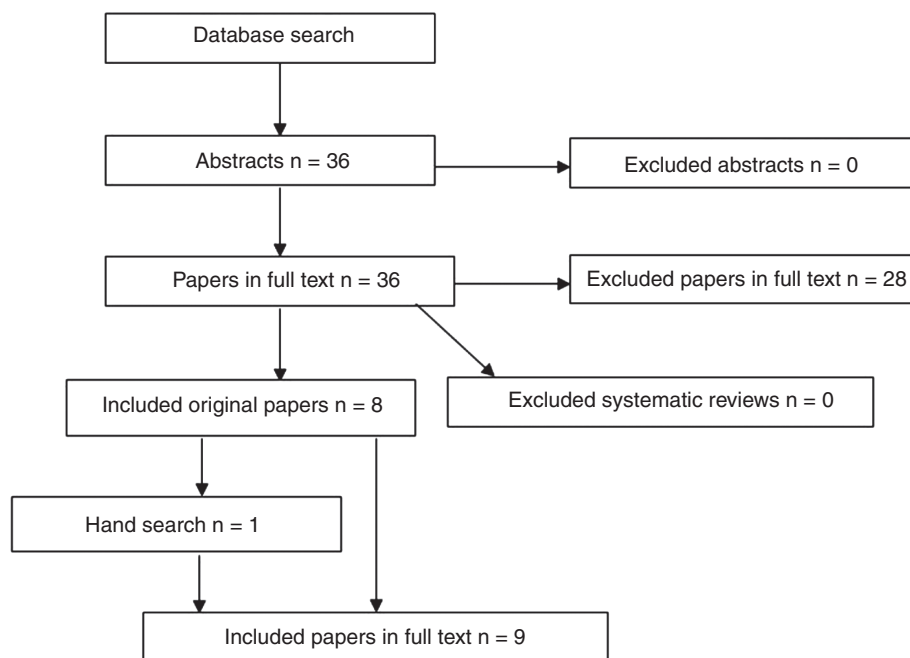 Database search
Abstracts n = 36
Excluded abstracts n = 0
Papers in full text n = 36
Excluded papers in full text n = 28
Included original papers n = 8
Excluded systematic reviews n = 0
Hand search n = 1
Included papers in full text n = 9